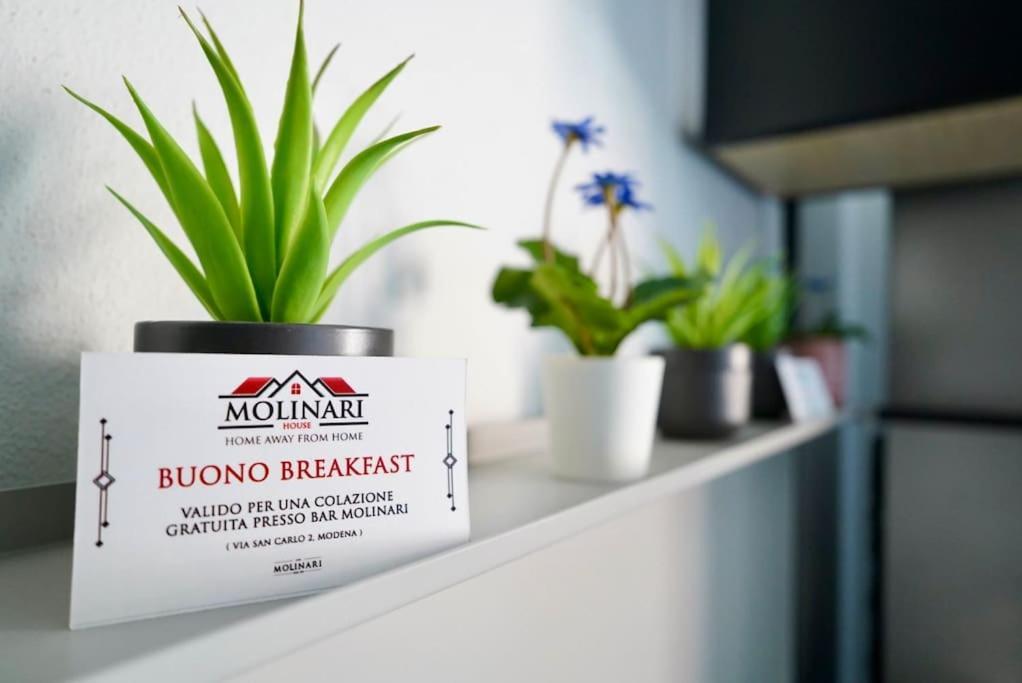 MOLINARI
HOUSE
HOME AWAY FROM HOME
BUONO BREAKFAST
VALIDO PER UNA COLAZIONE
GRATUITA PRESSO BAR MOLINARI
( VIA SAN CARLO 2, MODENA )
MOLINARI